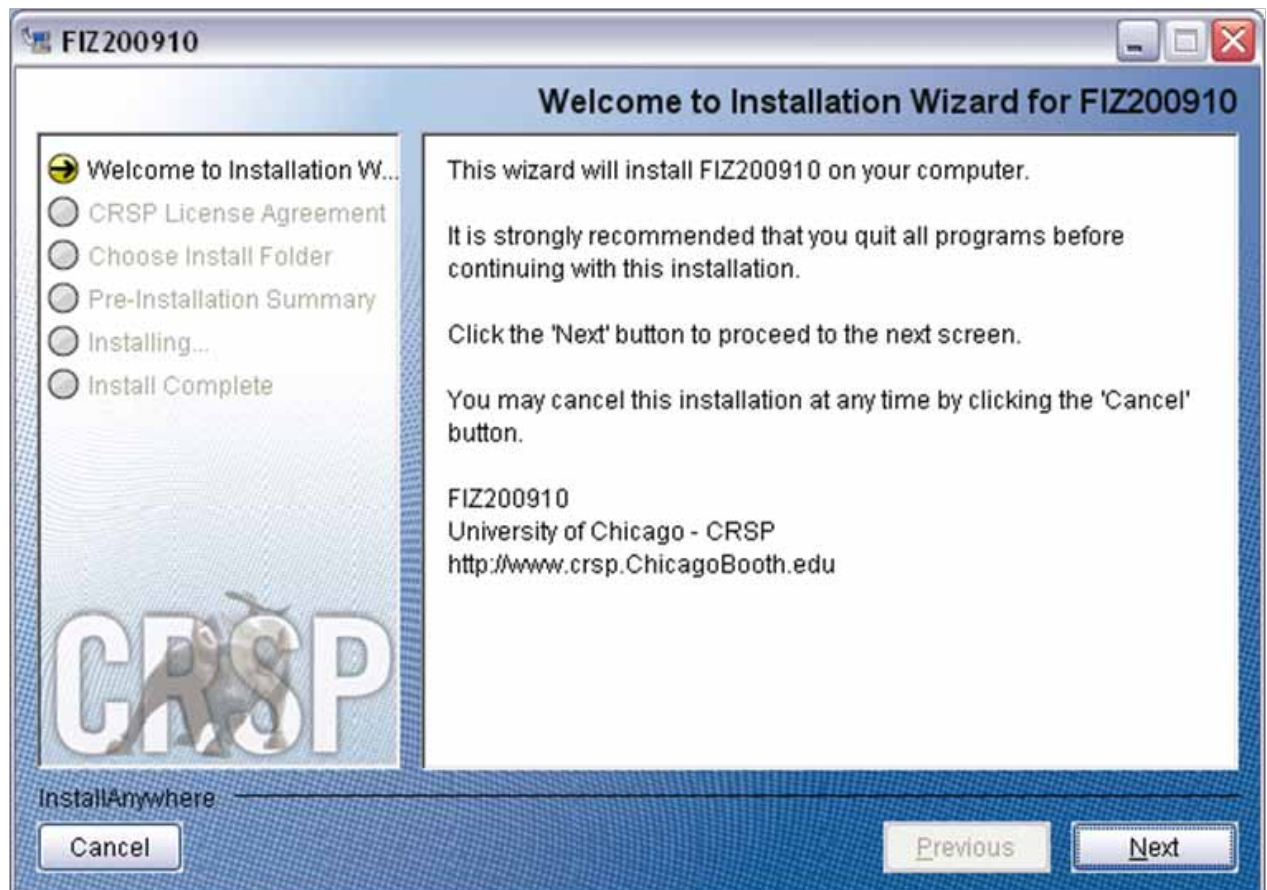 FIZ200910
Welcome to Installation Wizard for FIZ200910
Welcome to Installation W...
CRSP License Agreement
Choose Install Folder
Pre-Installation Summary
Installing...
Install Complete
CRSP
This wizard will install FIZ200910 on your computer.
It is strongly recommended that you quit all programs before
continuing with this installation.
Click the 'Next' button to proceed to the next screen.
You may cancel this installation at any time by clicking the 'Cancel'
button.
FIZ200910
University of Chicago - CRSP
http://www.crsp.ChicagoBooth.edu
InstallAnywhere
Cancel
Previous
Next